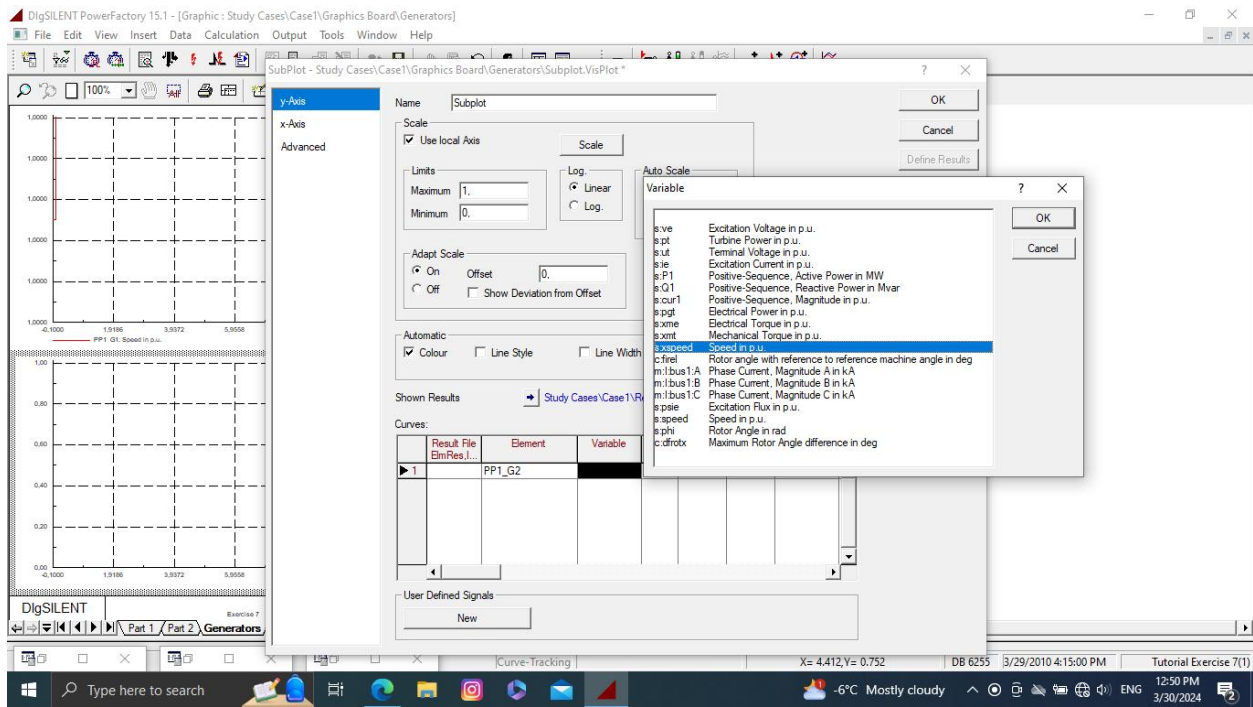 DIgSILENT PowerFactory 15.1 - [Graphic : Study Cases\Case1\Graphics Board\Generators]
File Edit View Insert Data Calculation Output Tools Window Help
SubPlot - Study Cases\Case1\Graphics Board\Generators\Subplot.VisPlot *
100%
y-Axis
x-Axis
Advanced
Name Subplot
OK
Cancel
Define Results
Scale
Use local Axis
Scale
Limits
Maximum 1.
Minimum 0.
Log.
Linear
Log.
Auto Scale
Adapt Scale
On
Off
Offset 0.
Show Deviation from Offset
Automatic
Colour
Line Style
Line Width
Shown Results
Study Cases\Case1\R
Curves:
Result File
ElmRes,I...
Element
Variable
1 PP1_G2
User Defined Signals
New
Variable
OK
Cancel
s:ve Excitation Voltage in p.u.
s:pt Turbine Power in p.u.
s:ut Terminal Voltage in p.u.
s:ie Excitation Current in p.u.
s:P1 Positive-Sequence, Active Power in MW
s:Q1 Positive-Sequence, Reactive Power in Mvar
s:cur1 Positive-Sequence, Magnitude in p.u.
s:pgt Electrical Power in p.u.
s:xme Electrical Torque in p.u.
s:xmt Mechanical Torque in p.u.
s:xspeed Speed in p.u.
c:firel Rotor angle with reference to reference machine angle in deg
m:I:bus1:A Phase Current, Magnitude A in kA
m:I:bus1:B Phase Current, Magnitude B in kA
m:I:bus1:C Phase Current, Magnitude C in kA
s:psie Excitation Flux in p.u.
s:speed Speed in p.u.
s:phi Rotor Angle in rad
c:dfrotx Maximum Rotor Angle difference in deg
1,0000
1,0000
1,0000
1,0000
1,0000
1,0000
-0,1000 1,9186 3,9372 5,9558
PP1 G1: Speed in p.u.
1,00
0,80
0,60
0,40
0,20
0,00
-0,1000 1,9186 3,9372 5,9558
DIgSILENT
Exercise 7
Part 1 Part 2 Generators
Curve-Tracking
X= 4.412,Y= 0.752
DB 6255
3/29/2010 4:15:00 PM
Tutorial Exercise 7(1)
Type here to search
-6°C Mostly cloudy
ENG
12:50 PM
3/30/2024
2